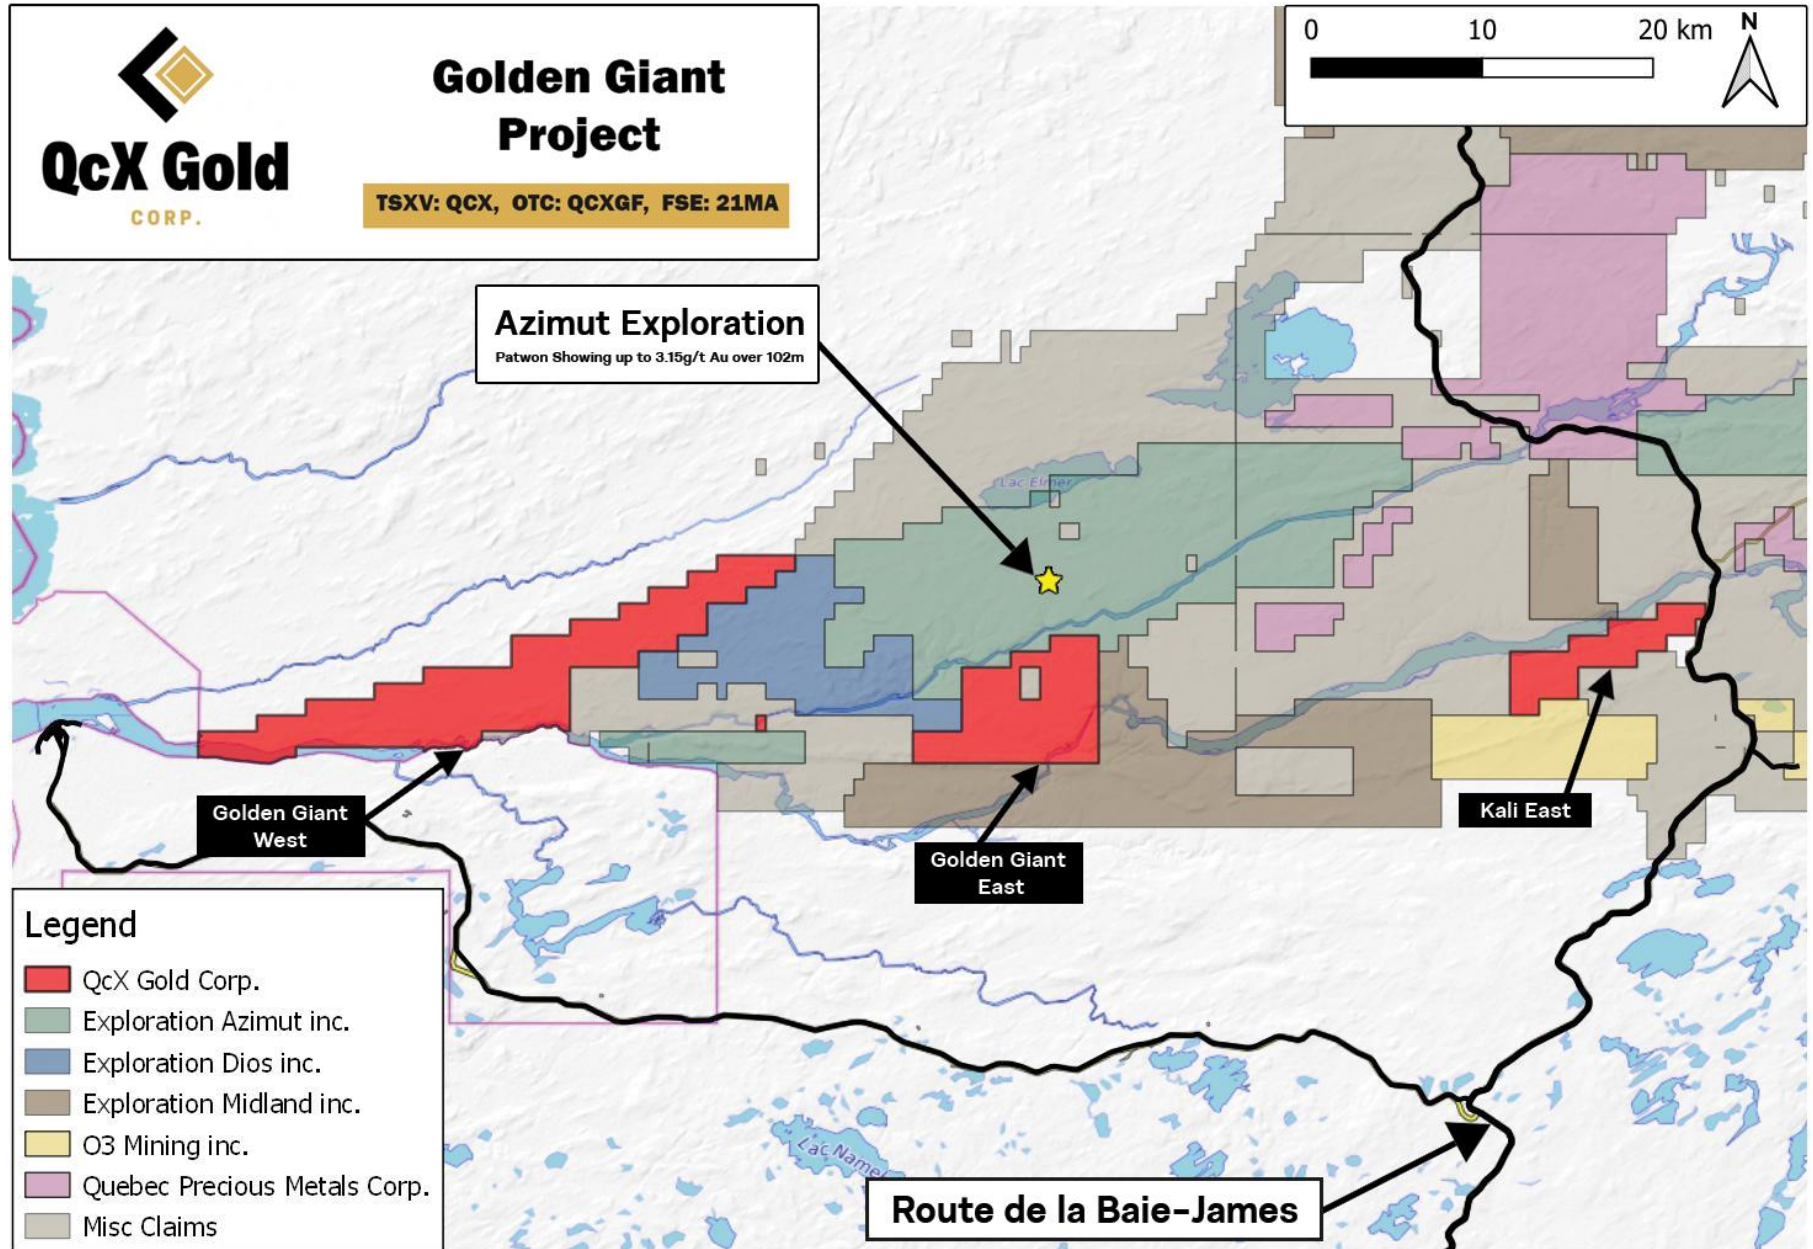 QcX Gold
CORP.
Golden Giant
Project
TSXV: QCX, OTC: QCXGF, FSE: 21MA
0 10 20 km
N
Azimut Exploration
Patwon Showing up to 3.15g/t Au over 102m
Lac Elmer
Golden Giant
West
Golden Giant
East
Kali East
Legend
QcX Gold Corp.
Exploration Azimut inc.
Exploration Dios inc.
Exploration Midland inc.
O3 Mining inc.
Quebec Precious Metals Corp.
Misc Claims
Lac Namel
Route de la Baie-James